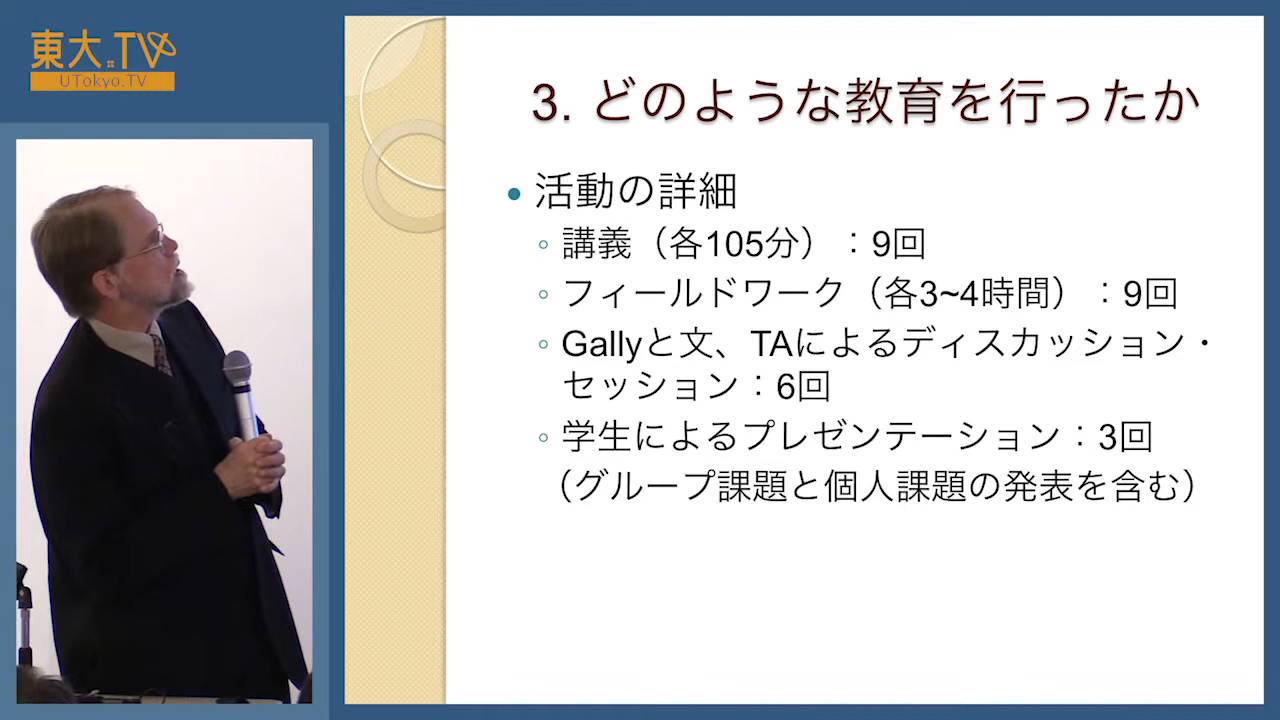 東大.TV
UTokyo.TV
3. どのような教育を行ったか
• 活動の詳細
◦ 講義（各105分）：9回
◦ フィールドワーク（各3~4時間）：9回
◦ Gallyと文、TAによるディスカッション・
セッション：6回
◦ 学生によるプレゼンテーション：3回
（グループ課題と個人課題の発表を含む）